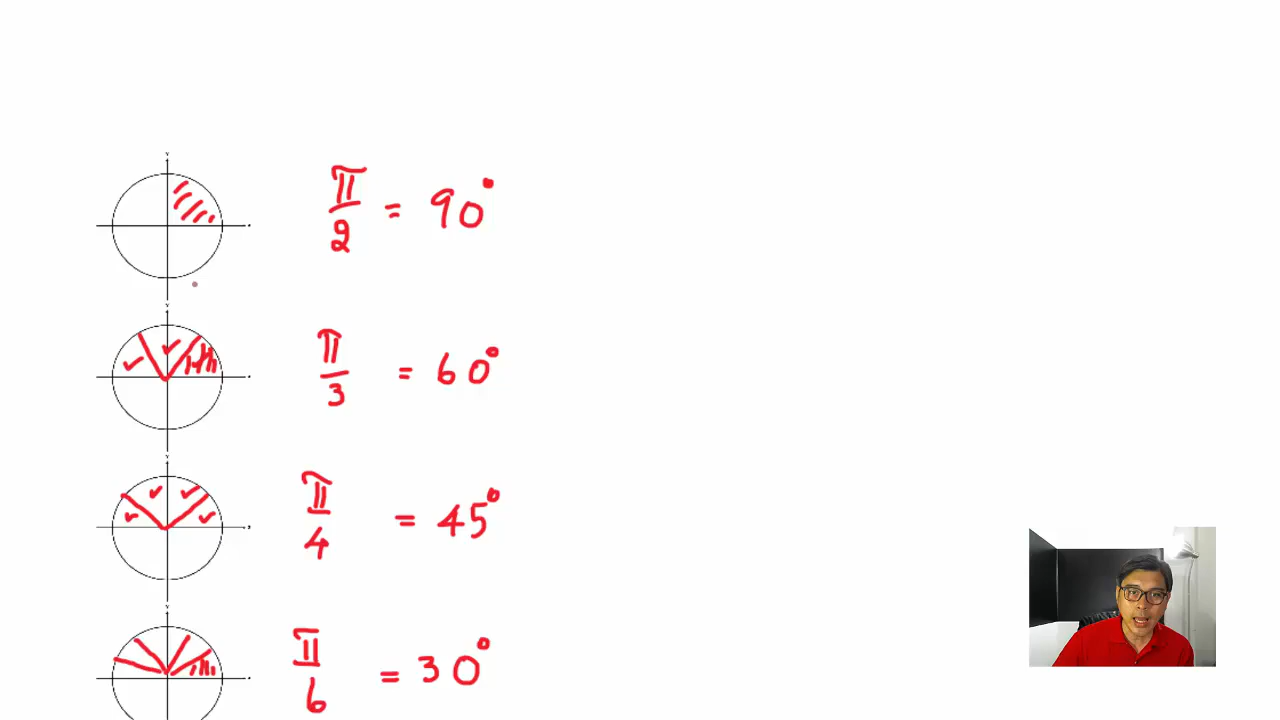 π/2 = 90°
π/3 = 60°
π/4 = 45°
π/6 = 30°